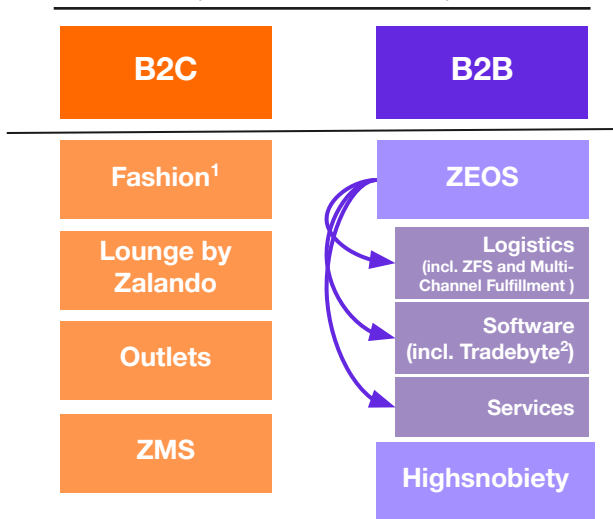 B2C
B2B
Fashion¹
Lounge by
Zalando
Outlets
ZMS
ZEOS
Logistics
(incl. ZFS and Multi-
Channel Fulfillment )
Software
(incl. Tradebyte²)
Services
Highsnobiety